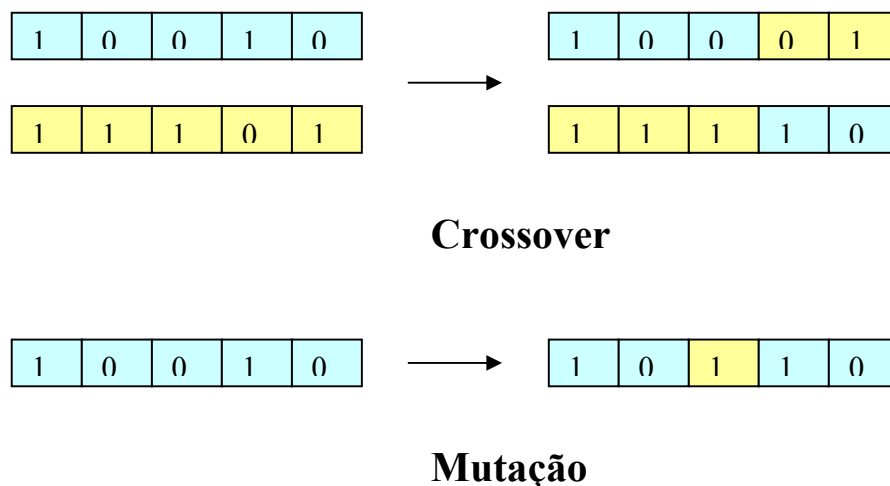 1 0 0 1 0 1 0 0 0 1
1 1 1 0 1 1 1 1 1 0
Crossover
1 0 0 1 0 1 0 1 1 0
Mutação